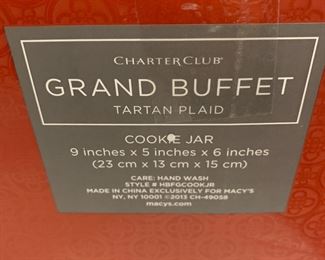 CHARTER CLUB®
GRAND BUFFET
TARTAN PLAID
COOKIE JAR
9 inches x 5 inches x 6 inches
(23 cm x 13 cm x 15 cm)
CARE: HAND WASH
STYLE # HBFGCOOKJR
MADE IN CHINA EXCLUSIVELY FOR MACY'S
NY, NY 10001 ©2013 CH-49058
macys.com